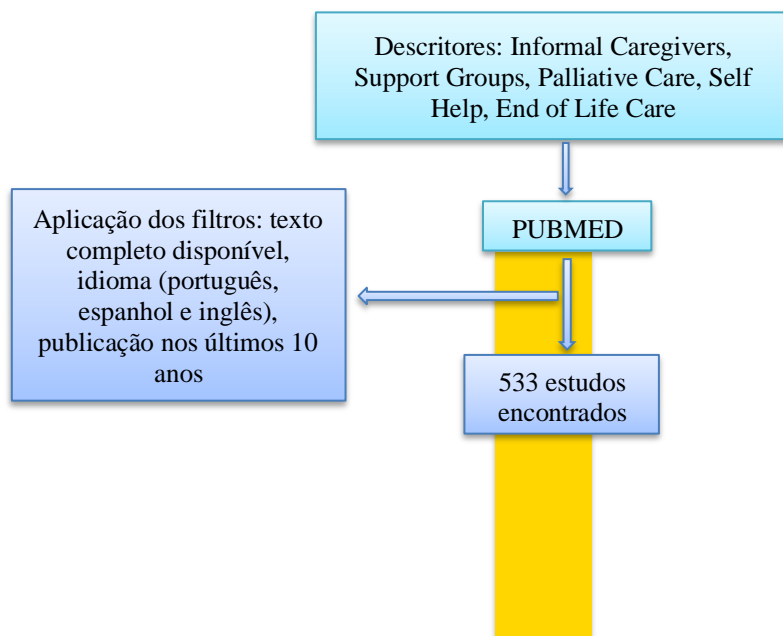 Descritores: Informal Caregivers,
Support Groups, Palliative Care, Self
Help, End of Life Care
PUBMED
Aplicação dos filtros: texto
completo disponível,
idioma (português,
espanhol e inglês),
publicação nos últimos 10
anos
533 estudos
encontrados